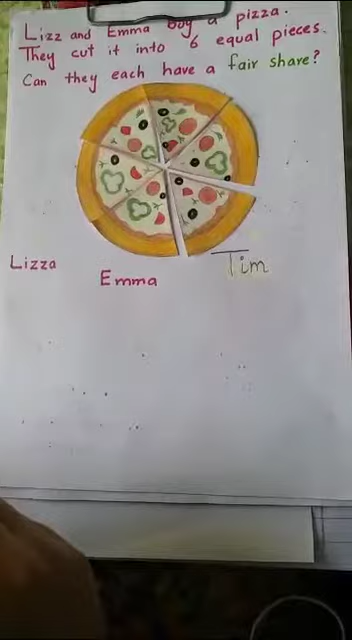 Lizz and Emma buy a pizza.
They cut it into 6 equal pieces.
Can they each have a fair share?
Lizza
Emma
Tim